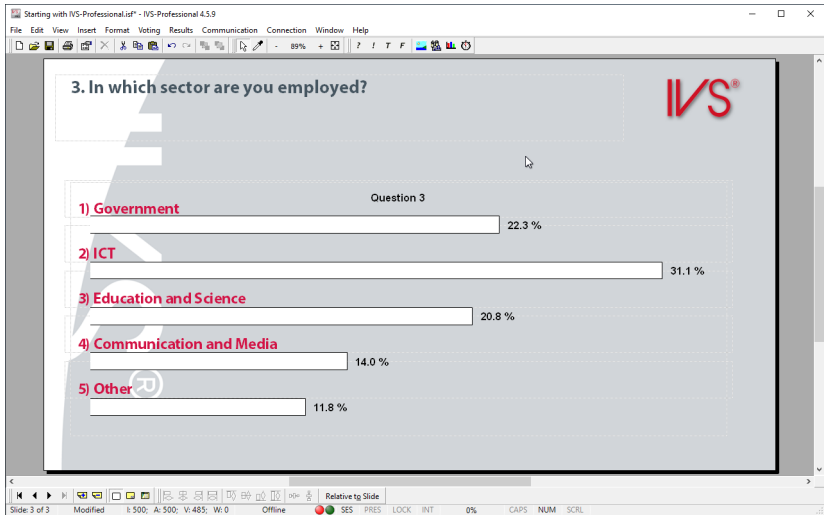 Starting with IVS-Professional.isf* - IVS-Professional 4.5.9
File Edit View Insert Format Voting Results Communication Connection Window Help
- 89% + ? ! T F
3. In which sector are you employed?
IVS®
Question 3
1) Government
22.3 %
2) ICT
31.1 %
3) Education and Science
20.8 %
4) Communication and Media
14.0 %
5) Other
11.8 %
Relative to Slide
Slide: 3 of 3 Modified I: 500; A: 500; V: 485; W: 0 Offline SES PRES LOCK INT 0% CAPS NUM SCRL